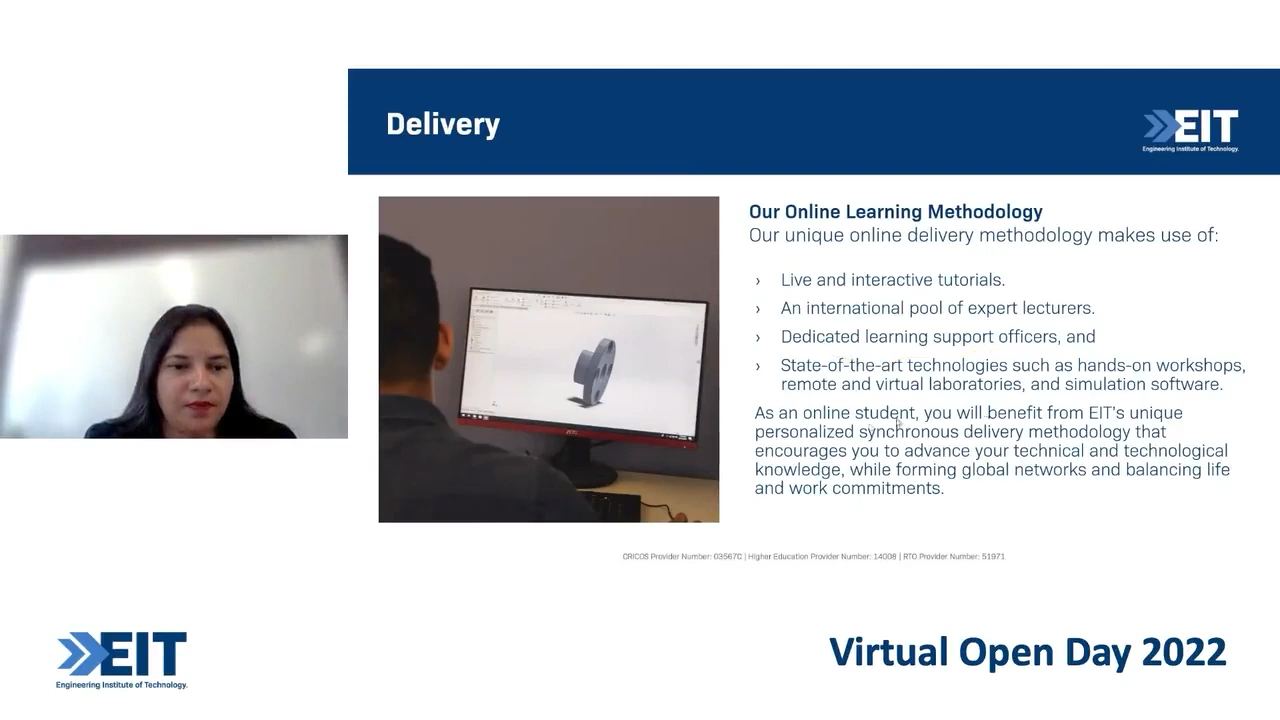 Delivery
EIT
Engineering Institute of Technology.
Our Online Learning Methodology
Our unique online delivery methodology makes use of:
› Live and interactive tutorials.
› An international pool of expert lecturers.
› Dedicated learning support officers, and
› State-of-the-art technologies such as hands-on workshops,
remote and virtual laboratories, and simulation software.
As an online student, you will benefit from EIT's unique
personalized synchronous delivery methodology that
encourages you to advance your technical and technological
knowledge, while forming global networks and balancing life
and work commitments.
CRICOS Provider Number: 03567C | Higher Education Provider Number: 14008 | RTO Provider Number: 51971
EIT
Engineering Institute of Technology.
Virtual Open Day 2022